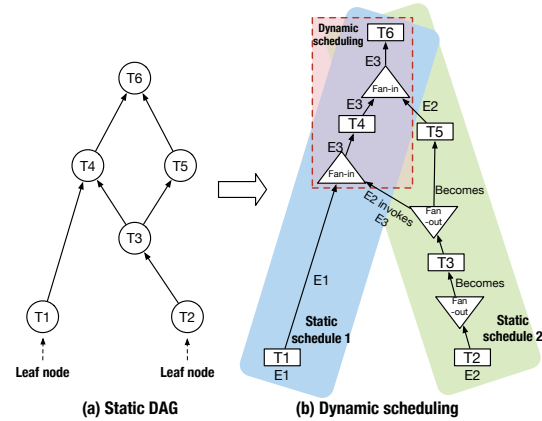 T6
T4
T5
T3
T1
T2
Leaf node
Leaf node
(a) Static DAG
Dynamic
scheduling
T6
E3
Fan-in
E3
E2
T4
T5
E3
Fan-in
Becomes
E2 invokes
E3
Fan
-out
T3
E1
Becomes
Fan
-out
Static
schedule 1
Static
schedule 2
T1
E1
T2
E2
(b) Dynamic scheduling